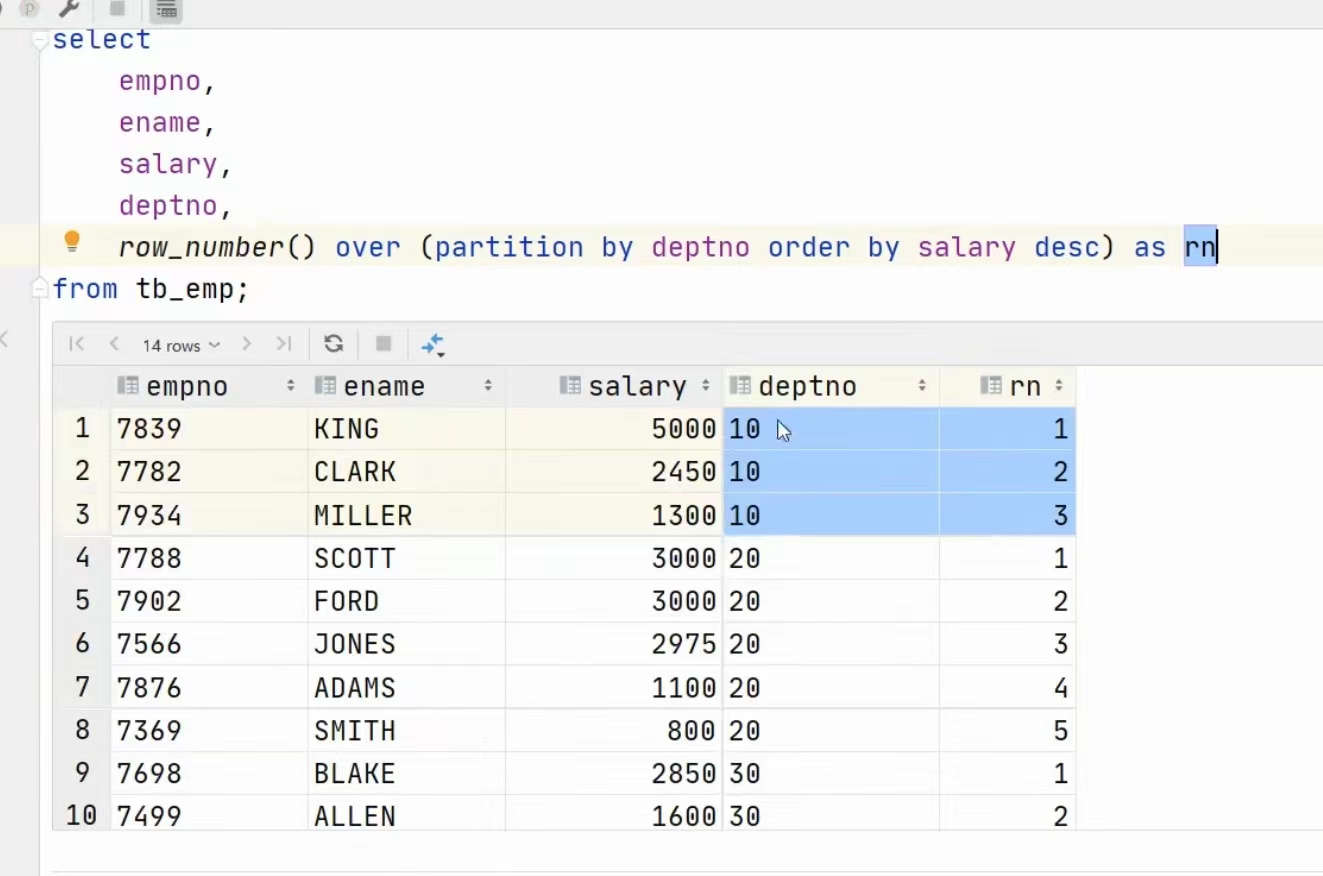 select
empno,
ename,
salary,
deptno,
row_number() over (partition by deptno order by salary desc) as rn
from tb_emp;
14 rows
empno ename salary deptno rn
1 7839 KING 5000 10 1
2 7782 CLARK 2450 10 2
3 7934 MILLER 1300 10 3
4 7788 SCOTT 3000 20 1
5 7902 FORD 3000 20 2
6 7566 JONES 2975 20 3
7 7876 ADAMS 1100 20 4
8 7369 SMITH 800 20 5
9 7698 BLAKE 2850 30 1
10 7499 ALLEN 1600 30 2